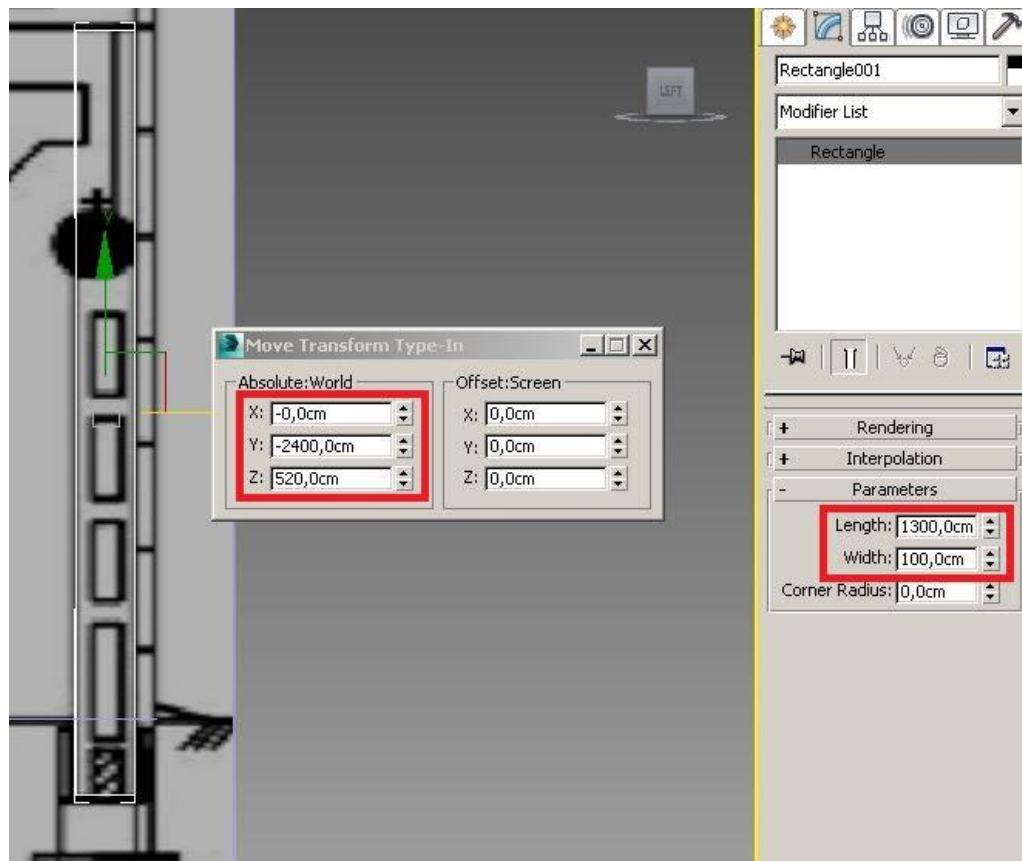 LEFT
Rectangle001
Modifier List
Rectangle
Move Transform Type-In
Absolute:World
X: -0,0cm
Y: -2400,0cm
Z: 520,0cm
Offset:Screen
X: 0,0cm
Y: 0,0cm
Z: 0,0cm
+ Rendering
+ Interpolation
- Parameters
Length: 1300,0cm
Width: 100,0cm
Corner Radius: 0,0cm